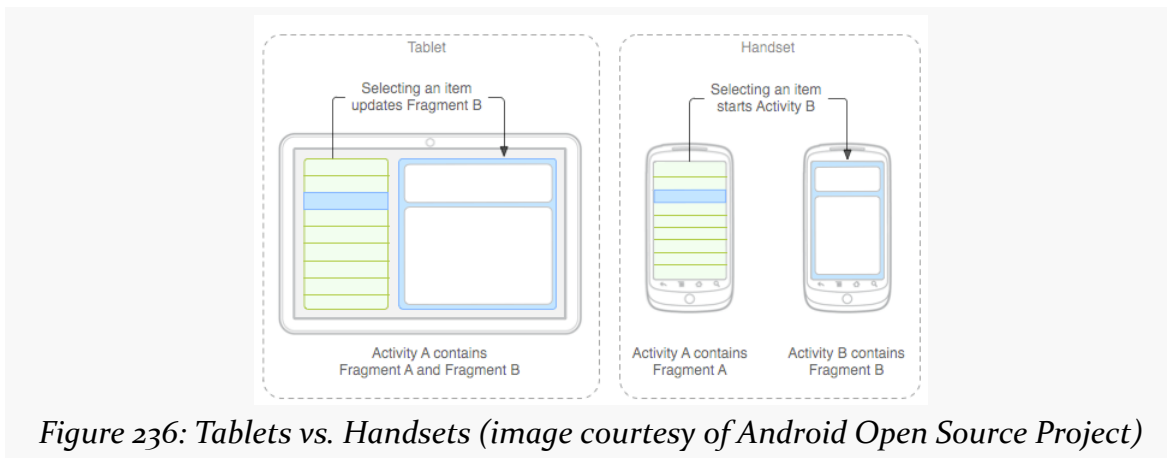 Tablet
Selecting an item
updates Fragment B
Activity A contains
Fragment A and Fragment B
Handset
Selecting an item
starts Activity B
Activity A contains
Fragment A
Activity B contains
Fragment B
Figure 236: Tablets vs. Handsets (image courtesy of Android Open Source Project)